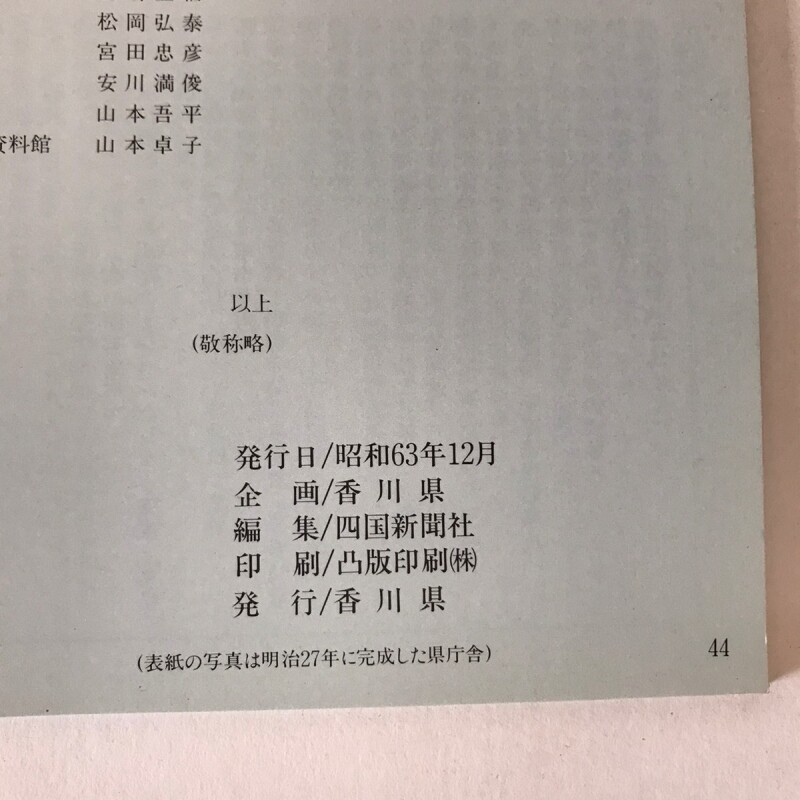 松岡弘泰
宮田忠彦
安川満俊
山本吾平
資料館 山本卓子
以上
(敬称略)
発行日/昭和63年12月
企 画/香川県
編 集/四国新聞社
印 刷/凸版印刷㈱
発 行/香川県
(表紙の写真は明治27年に完成した県庁舎)
44